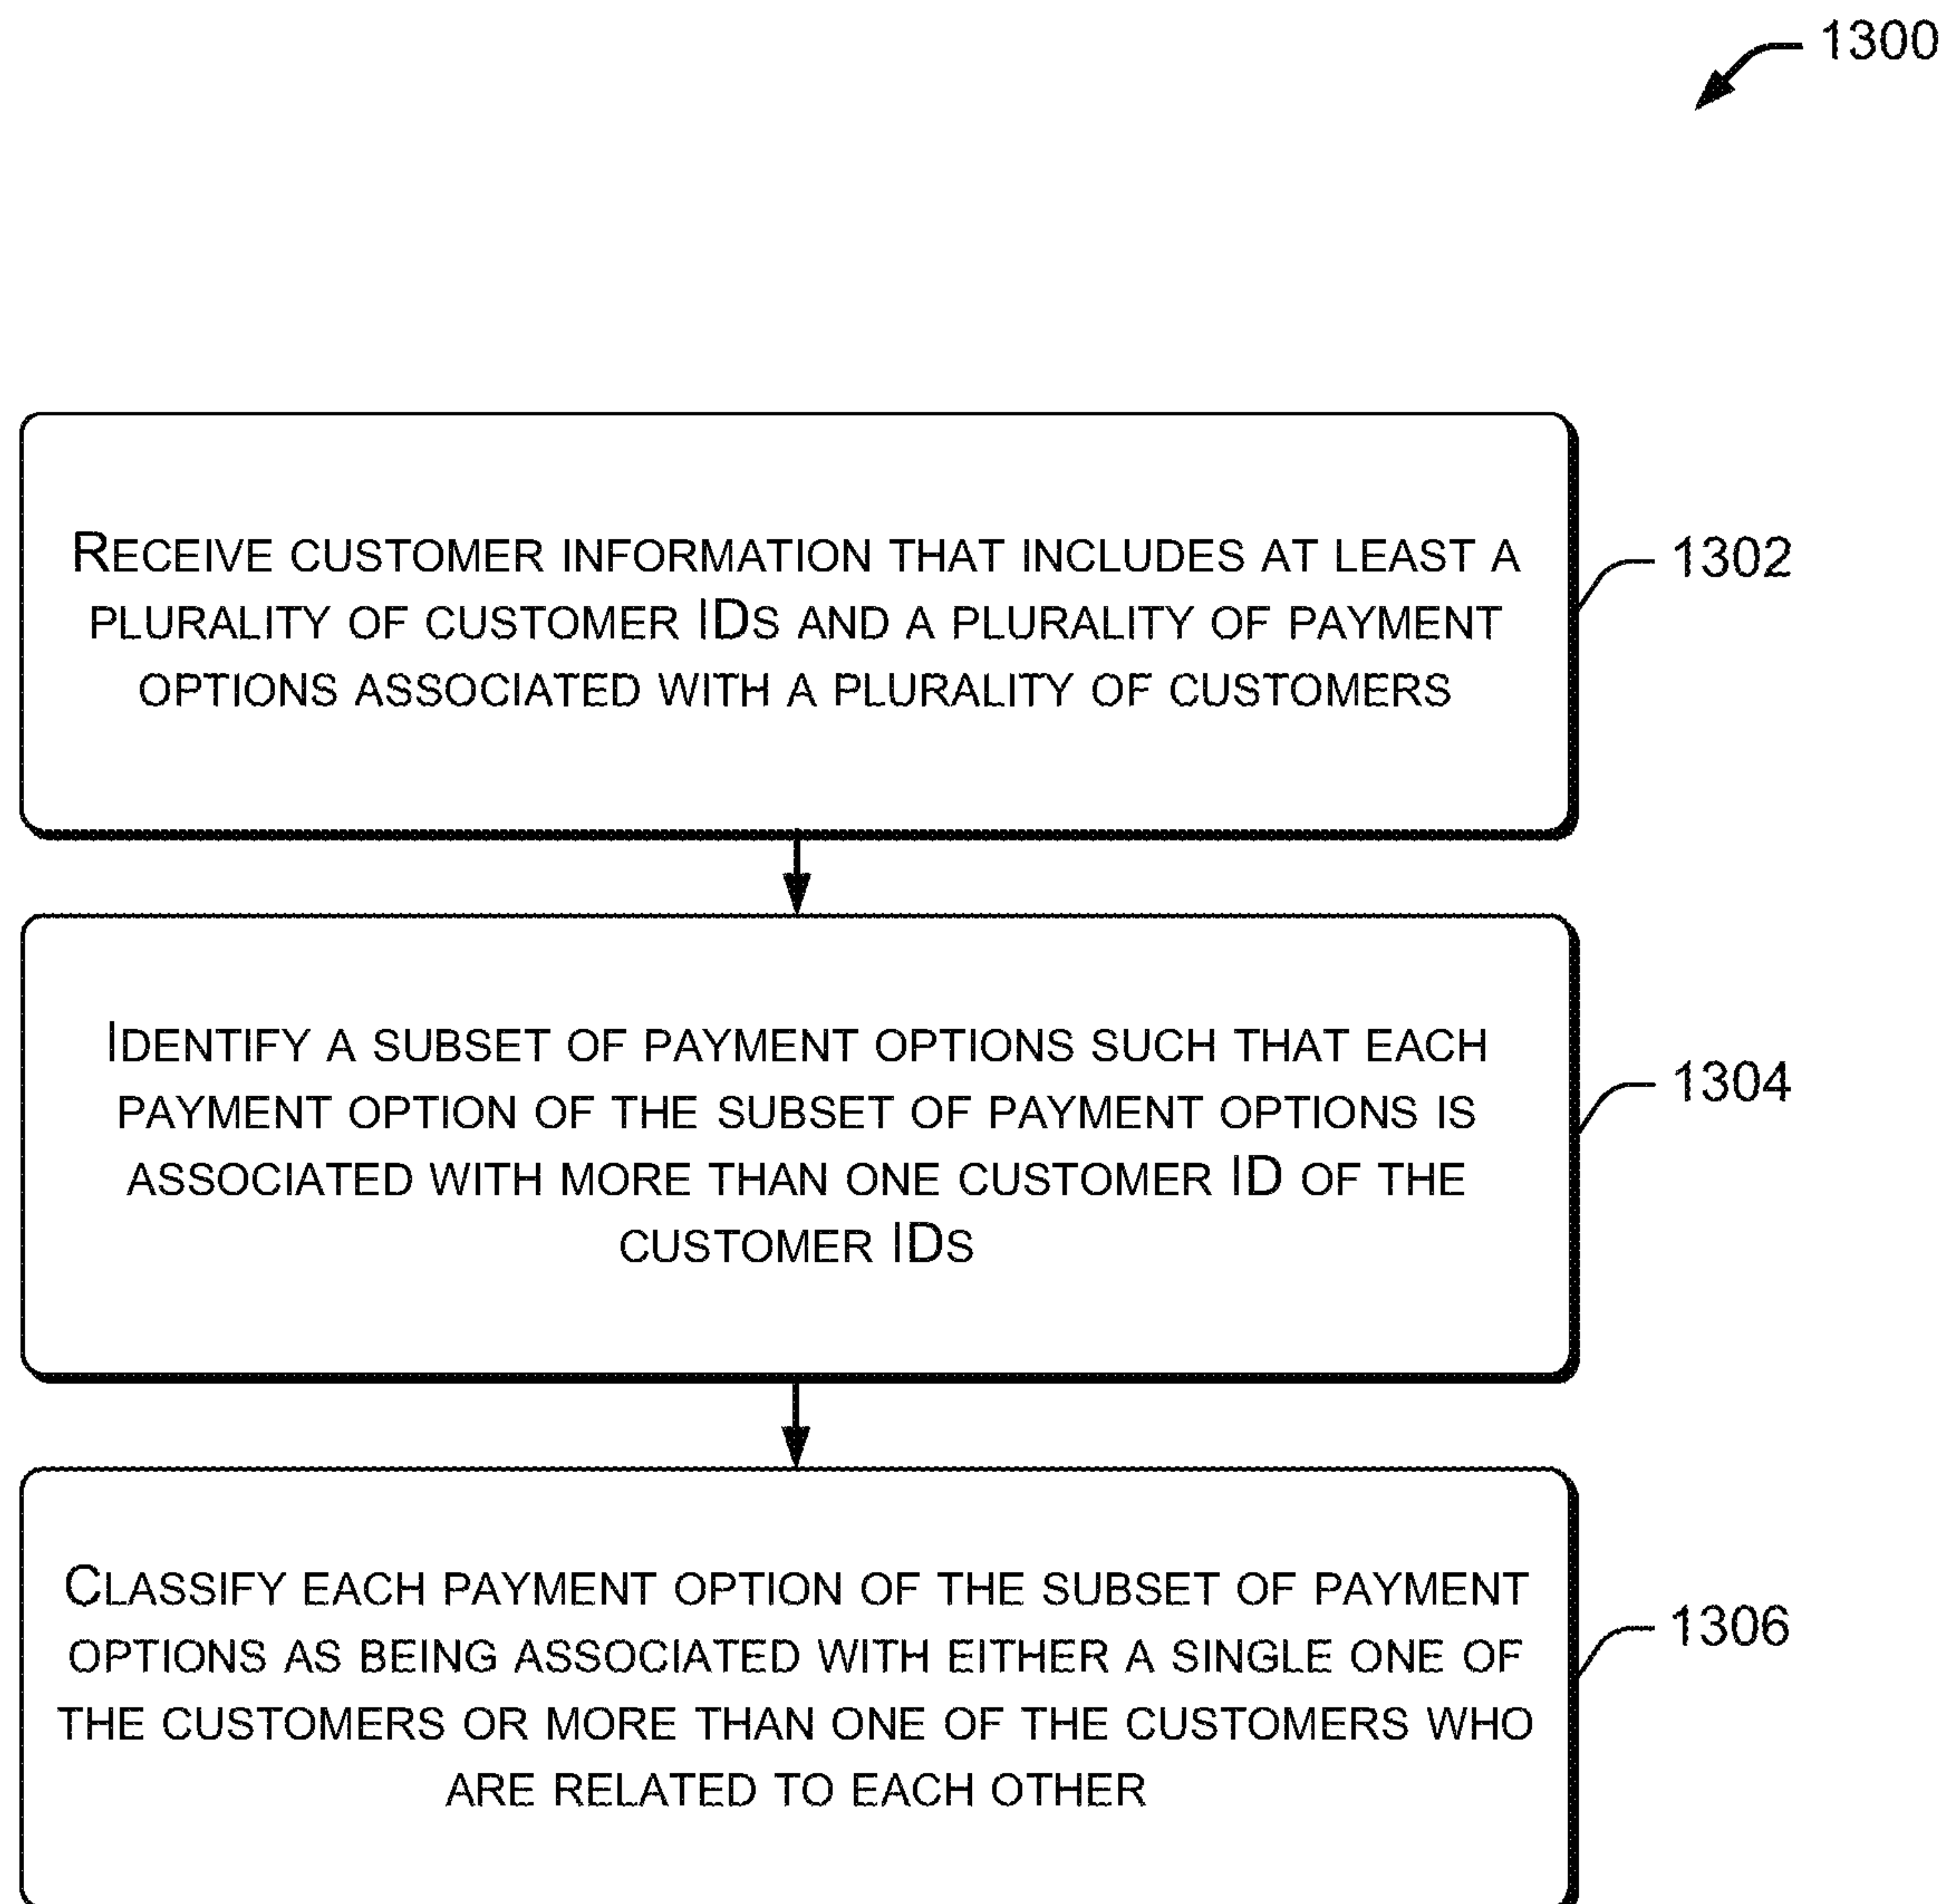 1300
RECEIVE CUSTOMER INFORMATION THAT INCLUDES AT LEAST A
PLURALITY OF CUSTOMER IDS AND A PLURALITY OF PAYMENT
OPTIONS ASSOCIATED WITH A PLURALITY OF CUSTOMERS
1302
IDENTIFY A SUBSET OF PAYMENT OPTIONS SUCH THAT EACH
PAYMENT OPTION OF THE SUBSET OF PAYMENT OPTIONS IS
ASSOCIATED WITH MORE THAN ONE CUSTOMER ID OF THE
CUSTOMER IDS
1304
CLASSIFY EACH PAYMENT OPTION OF THE SUBSET OF PAYMENT
OPTIONS AS BEING ASSOCIATED WITH EITHER A SINGLE ONE OF
THE CUSTOMERS OR MORE THAN ONE OF THE CUSTOMERS WHO
ARE RELATED TO EACH OTHER
1306